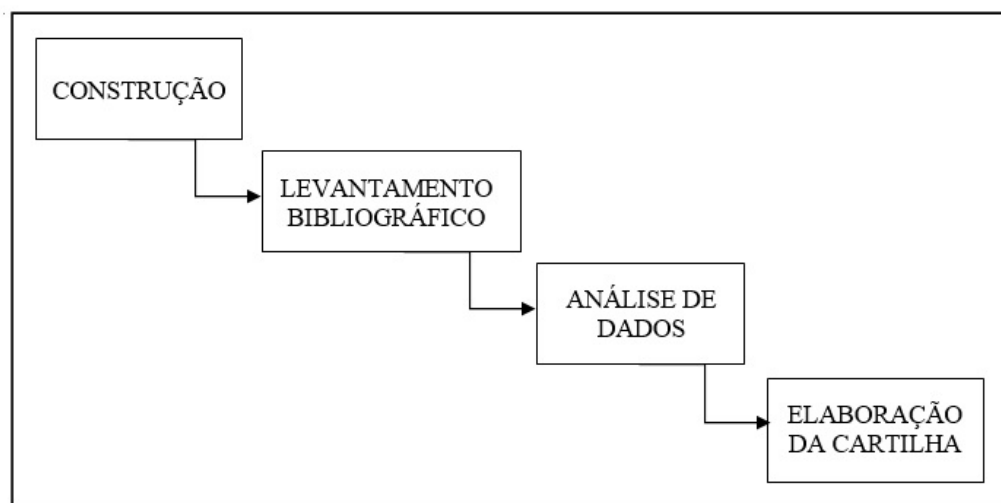 CONSTRUÇÃO
LEVANTAMENTO
BIBLIOGRÁFICO
ANÁLISE DE
DADOS
ELABORAÇÃO
DA CARTILHA